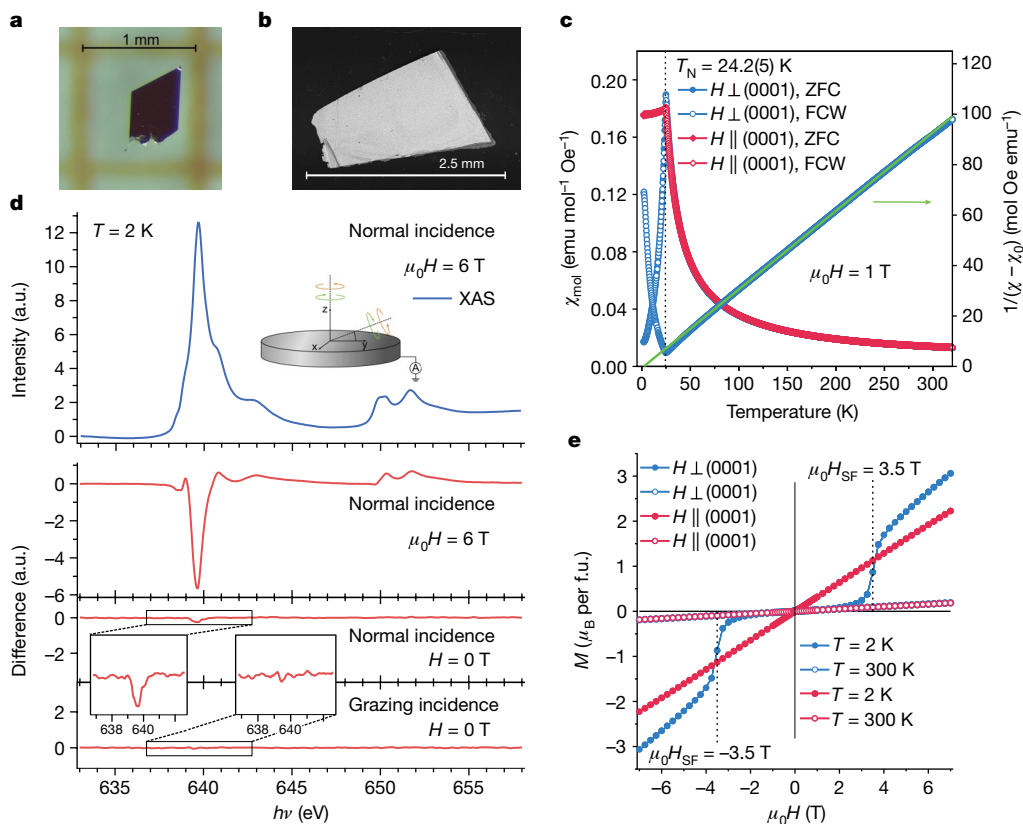 a
1 mm
b
2.5 mm
c
T_N = 24.2(5) K
H ⊥ (0001), ZFC
H ⊥ (0001), FCW
H || (0001), ZFC
H || (0001), FCW
μ₀H = 1 T
0.20
0.16
0.12
0.08
0.04
0.00
χ_mol (emu mol⁻¹ Oe⁻¹)
120
100
80
60
40
20
0
1/(χ − χ₀) (mol Oe emu⁻¹)
0 50 100 150 200 250 300
Temperature (K)
d
T = 2 K
Normal incidence
μ₀H = 6 T
XAS
z
x
y
A
12
10
8
6
4
2
0
Intensity (a.u.)
0
−2
−4
−6
Normal incidence
μ₀H = 6 T
0
−2
Normal incidence
H = 0 T
638 640
638 640
2
0
Grazing incidence
H = 0 T
Difference (a.u.)
635 640 645 650 655
hν (eV)
e
H ⊥ (0001)
H ⊥ (0001)
H || (0001)
H || (0001)
μ₀H_SF = 3.5 T
3
2
1
0
−1
−2
−3
M (μ_B per f.u.)
T = 2 K
T = 300 K
T = 2 K
T = 300 K
μ₀H_SF = −3.5 T
−6 −4 −2 0 2 4 6
μ₀H (T)